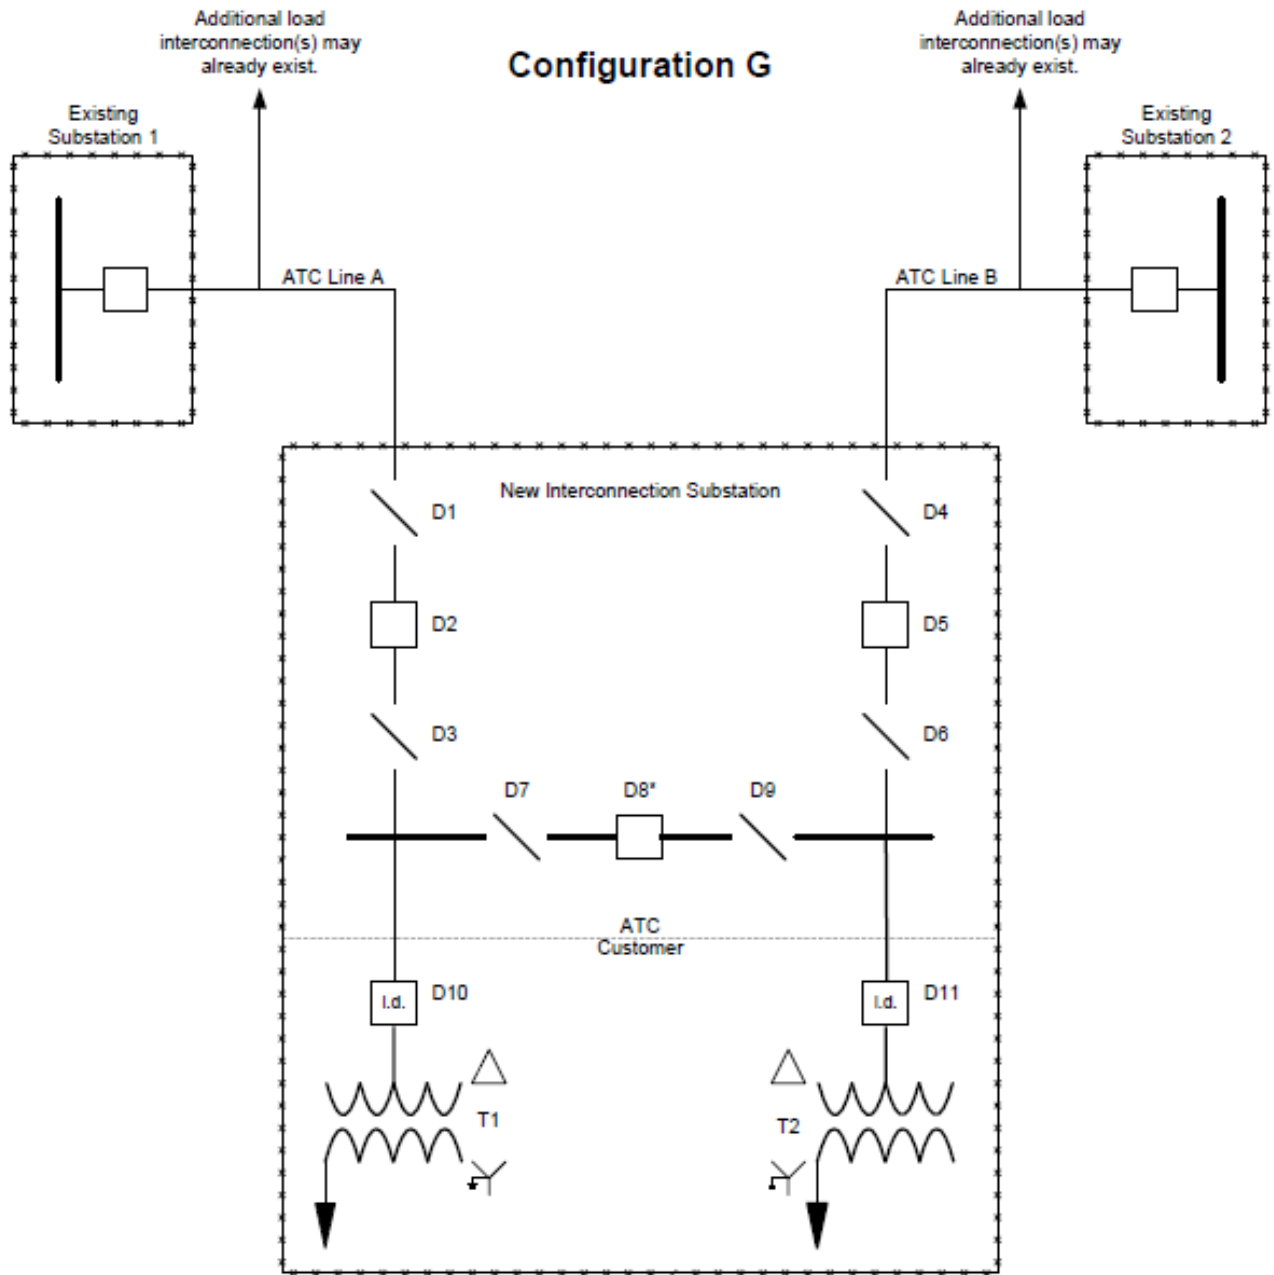 Additional load
interconnection(s) may
already exist.
Additional load
interconnection(s) may
already exist.
Configuration G
Existing
Substation 1
Existing
Substation 2
ATC Line A
ATC Line B
New Interconnection Substation
D1
D4
D2
D5
D3
D6
D7
D8*
D9
ATC
Customer
I.d.
D10
I.d.
D11
T1
T2